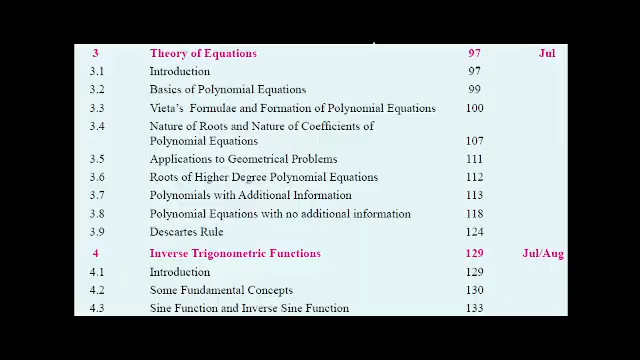 3 Theory of Equations 97 Jul
3.1 Introduction 97
3.2 Basics of Polynomial Equations 99
3.3 Vieta's Formulae and Formation of Polynomial Equations 100
3.4 Nature of Roots and Nature of Coefficients of
Polynomial Equations 107
3.5 Applications to Geometrical Problems 111
3.6 Roots of Higher Degree Polynomial Equations 112
3.7 Polynomials with Additional Information 113
3.8 Polynomial Equations with no additional information 118
3.9 Descartes Rule 124
4 Inverse Trigonometric Functions 129 Jul/Aug
4.1 Introduction 129
4.2 Some Fundamental Concepts 130
4.3 Sine Function and Inverse Sine Function 133